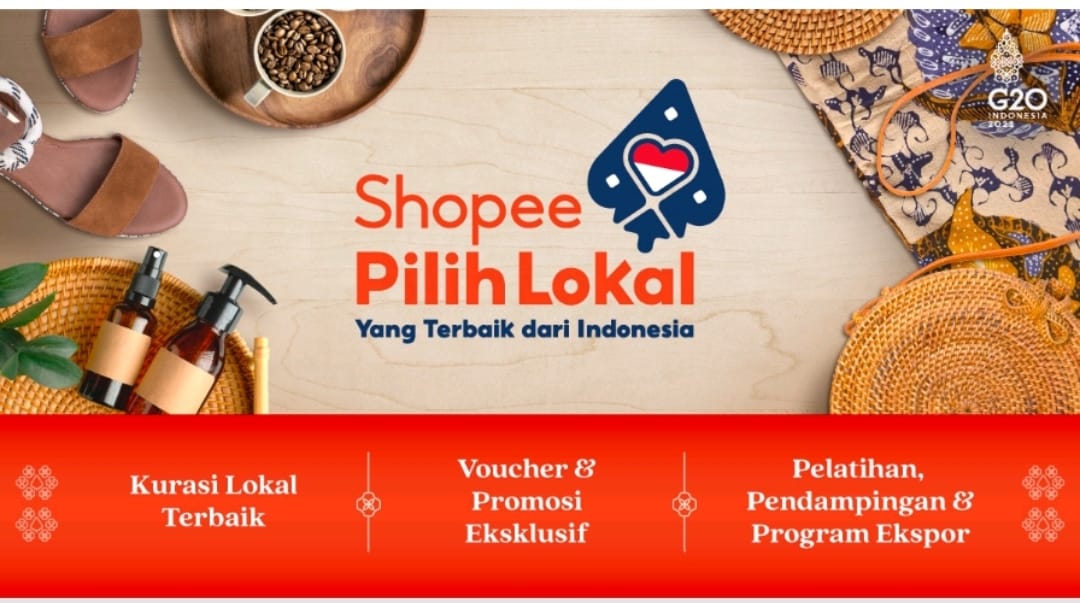 G20
INDONESIA
2022
Shopee
Pilih Lokal
Yang Terbaik dari Indonesia
Kurasi Lokal
Terbaik
Voucher &
Promosi
Eksklusif
Pelatihan,
Pendampingan &
Program Ekspor